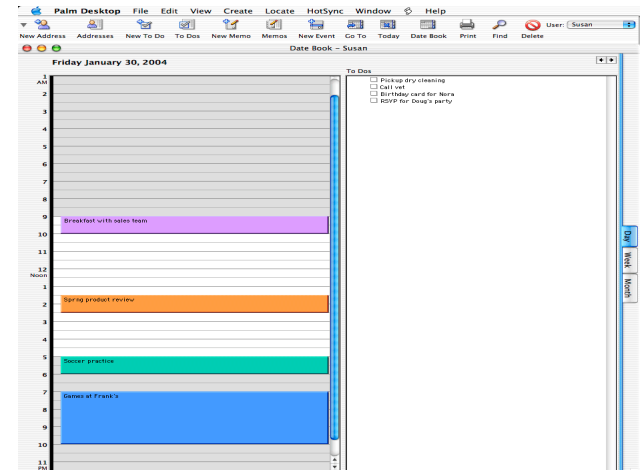 Palm Desktop File Edit View Create Locate HotSync Window Help
New Address Addresses New To Do To Dos New Memo Memos New Event Go To Today Date Book Print Find Delete User: Susan
Date Book – Susan
Friday January 30, 2004
To Dos
Pickup dry cleaning
Call vet
Birthday card for Nora
RSVP for Doug's party
1
AM
2
3
4
5
6
7
8
9
Breakfast with sales team
10
11
12
Noon
1
Spring product review
2
3
4
5
Soccer practice
6
7
Games at Frank's
8
9
10
11
PM
Day
Week
Month